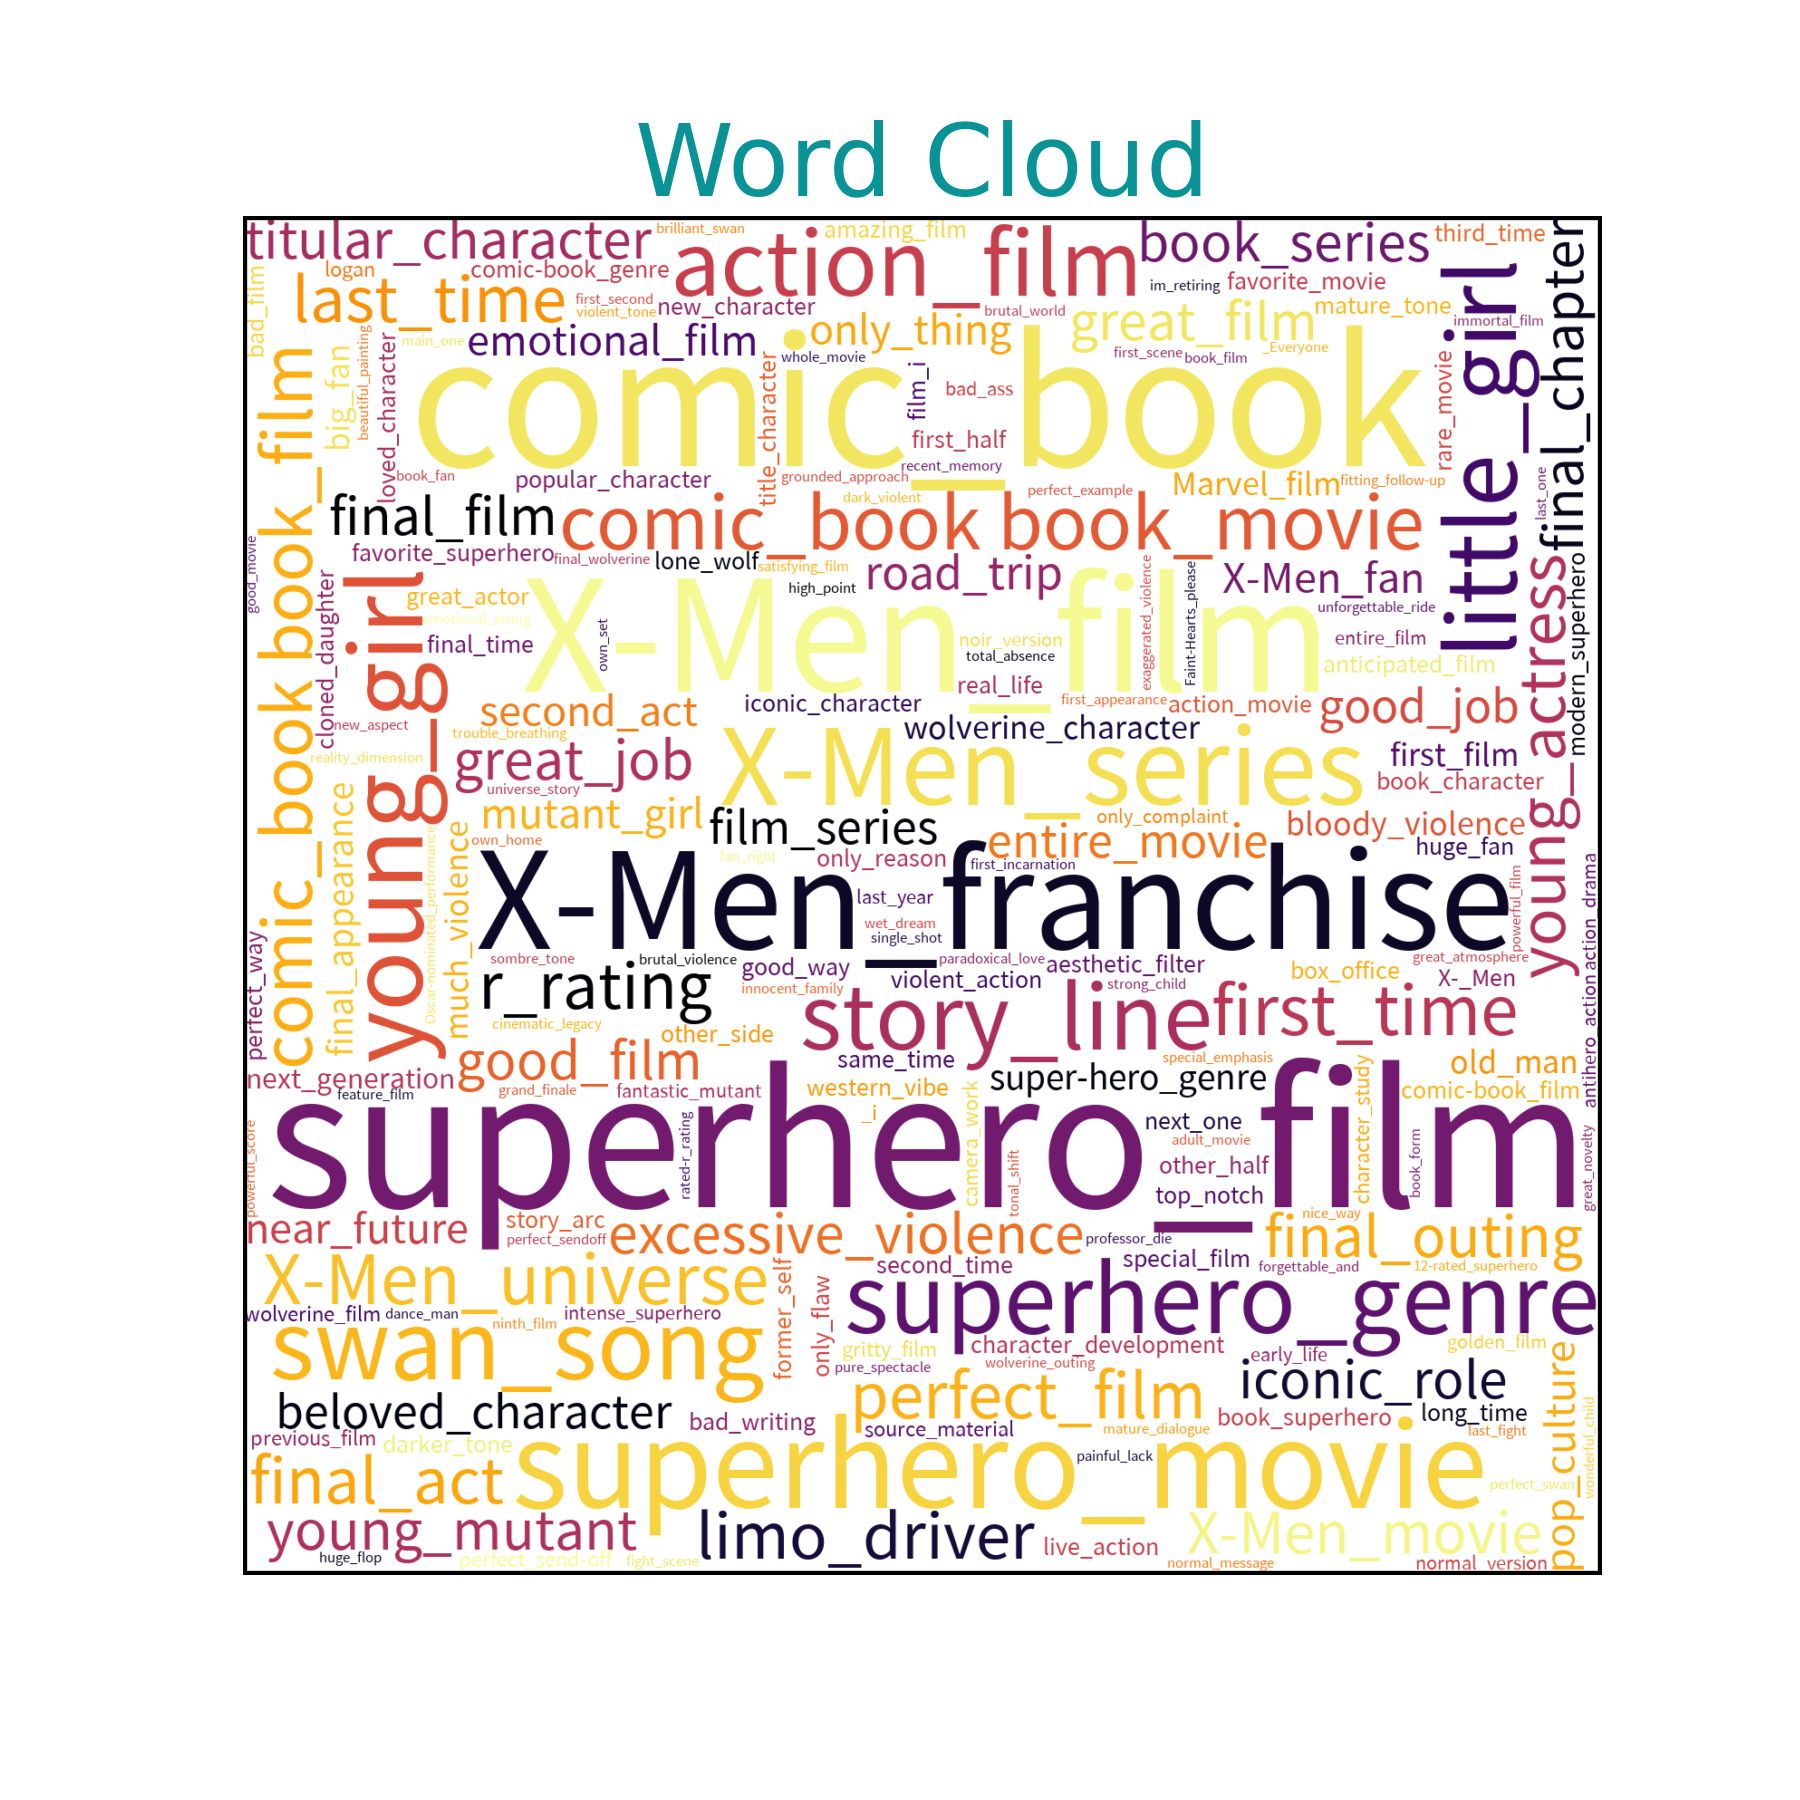 Word Cloud
titular_character
brilliant_swan
amazing_film
action_film
book_series
third_time
final_chapter
bad_film
logan
comic-book_genre
last_time
first_second
violent_tone
new_character
brutal_world
im_retiring
favorite_movie
mature_tone
immortal_film
little_girl
big_fan
beautiful_painting
main_one
loved_character
emotional_film
only_thing
whole_movie
great_film
first_scene
book_film
_Everyone
rare_movie
comic_book
title_character
film_i
bad_ass
first_half
recent_memory
book_fan
popular_character
grounded_approach
dark_violent
perfect_example
Marvel_film
fitting_follow-up
last_one
comic_book_film
final_film
comic_book
book_movie
good_movie
favorite_superhero
final_wolverine
lone_wolf
satisfying_film
high_point
road_trip
exaggerated_violence
Faint-Hearts_please
X-Men_fan
unforgettable_ride
modern_superhero
cloned_daughter
young_girl
great_actor
emotional_string
final_time
X-Men_film
own_set
noir_version
total_absence
entire_film
anticipated_film
young_actress
real_life
first_appearance
action_movie
good_job
new_aspect
second_act
trouble_breathing
iconic_character
wolverine_character
reality_dimension
great_job
universe_story
X-Men_series
first_film
book_character
comic_book
book_film
final_appearance
Oscar-nominated_performance
much_violence
mutant_girl
own_home
film_series
only_complaint
entire_movie
bloody_violence
huge_fan
fan_right
only_reason
first_incarnation
X-Men_franchise
last_year
wet_dream
single_shot
powerful_film
action_drama
perfect_way
sombre_tone
brutal_violence
good_way
paradoxical_love
aesthetic_filter
box_office
great_atmosphere
X-_Men
r_rating
innocent_family
violent_action
strong_child
cinematic_legacy
other_side
story_line
first_time
antihero_action
good_film
same_time
special_emphasis
old_man
next_generation
feature_film
grand_finale
fantastic_mutant
western_vibe
_i
camera_work
super-hero_genre
character_study
comic-book_film
superhero_film
powerful_score
rated-r_rating
tonal_shift
next_one
adult_movie
other_half
top_notch
book_form
great_novelty
near_future
story_arc
perfect_sendoff
excessive_violence
professor_die
nice_way
final_outing
X-Men_universe
former_self
second_time
special_film
forgettable_and
12-rated_superhero
wolverine_film
dance_man
ninth_film
intense_superhero
only_flaw
superhero_genre
swan_song
gritty_film
pure_spectacle
character_development
wolverine_outing
early_life
golden_film
pop_culture
beloved_character
bad_writing
perfect_film
source_material
mature_dialogue
iconic_role
book_superhero
long_time
last_fight
wonderful_child
previous_film
darker_tone
superhero_movie
painful_lack
perfect_swan
final_act
young_mutant
huge_flop
perfect_send-off
fight_scene
limo_driver
live_action
X-Men_movie
normal_message
normal_version